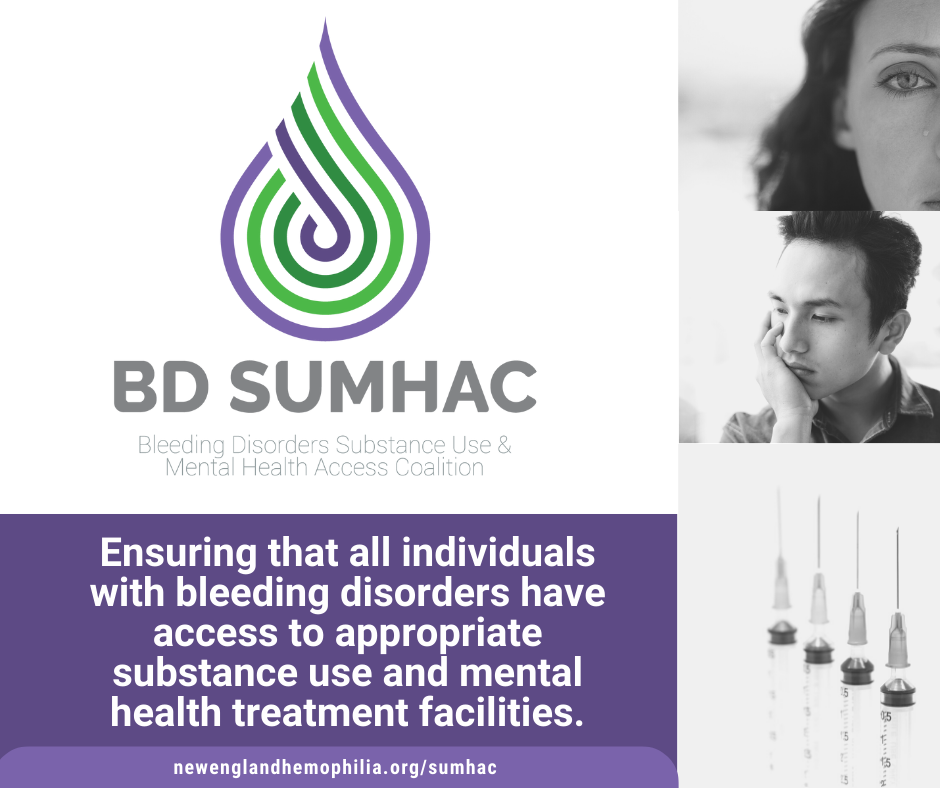 BD SUMHAC
Bleeding Disorders Substance Use &
Mental Health Access Coalition
Ensuring that all individuals
with bleeding disorders have
access to appropriate
substance use and mental
health treatment facilities.
newenglandhemophilia.org/sumhac